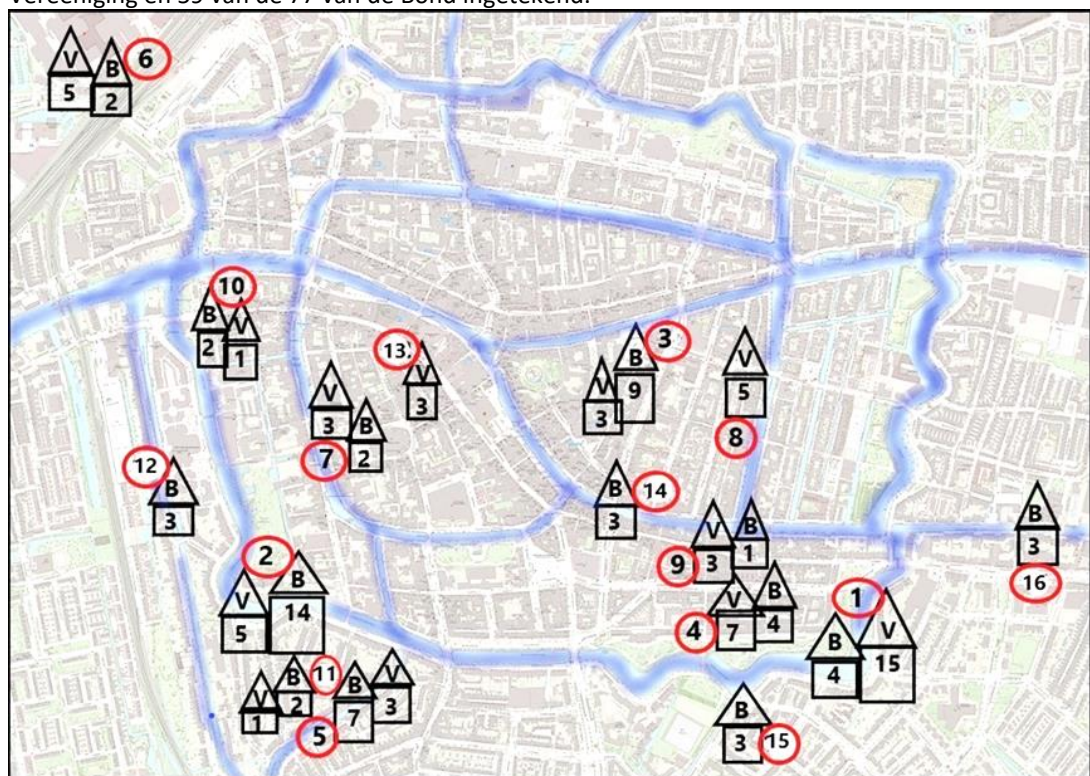 Vereeniging en 59 van de 77 van de Bond ingetekend.
V 5 B 2 6
10 B 2 V 1
13 V 3
3 B 9 V 3
V 5 8
V 3 B 2 7
12 B 3
B 3 14
V 3 B 1 9
B 3 16
2 V 5 B 14
V 7 B 4 4
1 B 4 V 15
V 1 B 2 11
B 7 V 3 5
B 3 15